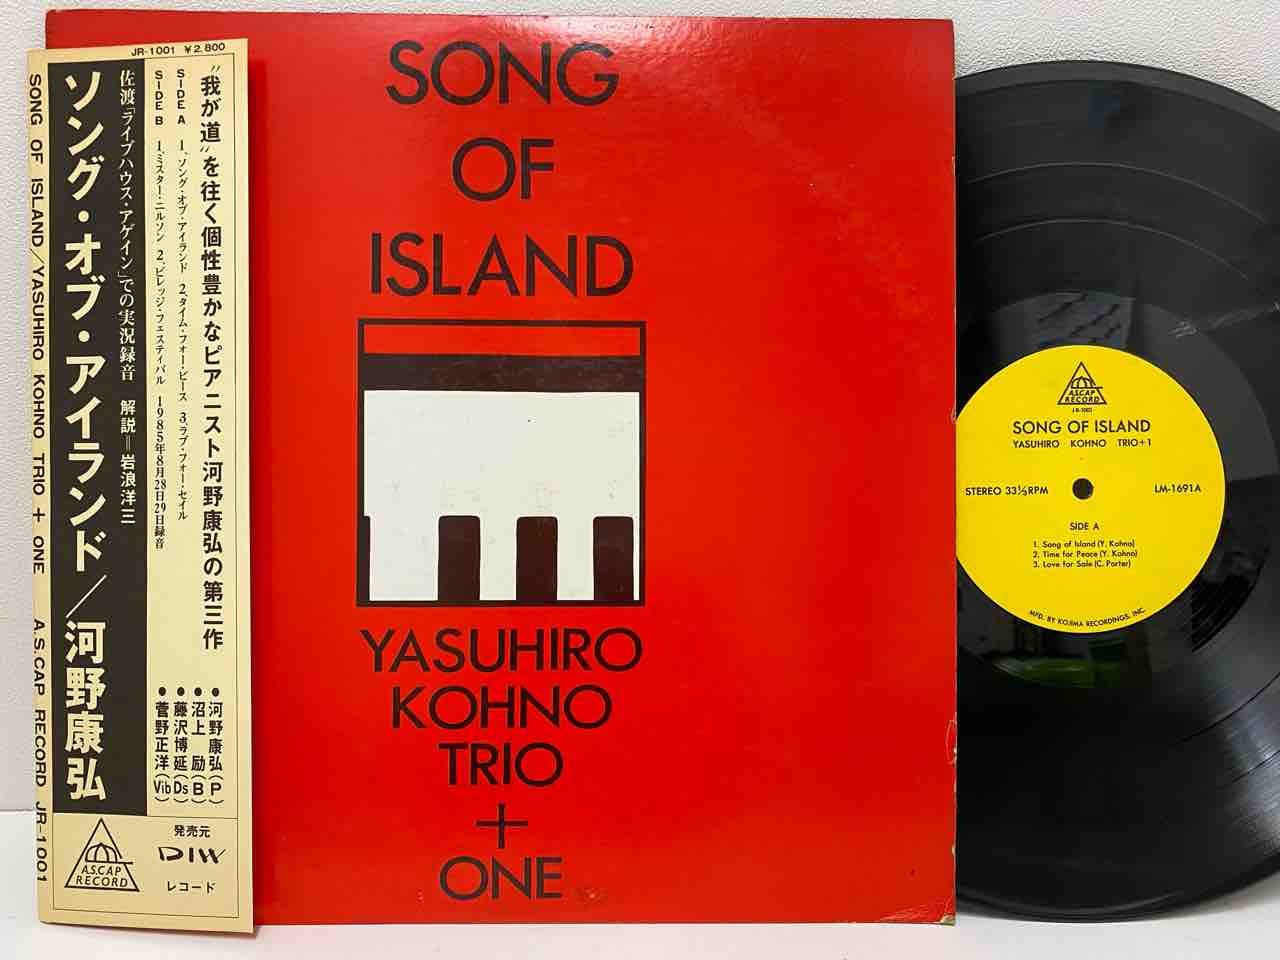 JR-1001 ¥2,800
"我が道"を往く個性豊かなピアニスト河野康弘の第三作
SIDE A 1、ソング・オブ・アイランド 2、タイム・フォー・ピース 3、ラブ・フォー・セイル
SIDE B 1、ミスター・ニルソン 2、ビレッジ・フェスティバル 1985年8月28日29日録音
●河野康弘(P)
●沼上 励(B)
●藤沢博延(Ds)
●菅野正洋(Vib)
佐渡「ライブハウス・アゲイン」での実況録音 解説=岩浪洋三
ソング・オブ・アイランド/河野康弘
SONG OF ISLAND/YASUHIRO KOHNO TRIO + ONE A.S.CAP RECORD JR-1001
A.S.CAP
RECORD
発売元
DIW
レコード
SONG
OF
ISLAND
YASUHIRO
KOHNO
TRIO
+
ONE
A.S.CAP
RECORD
JR-1001
SONG OF ISLAND
YASUHIRO KOHNO TRIO+1
STEREO 33⅓RPM
LM-1691A
SIDE A
1. Song of Island (Y. Kohno)
2. Time for Peace (Y. Kohno)
3. Love for Sale (C. Porter)
MFD. BY KOJIMA RECORDINGS, INC.